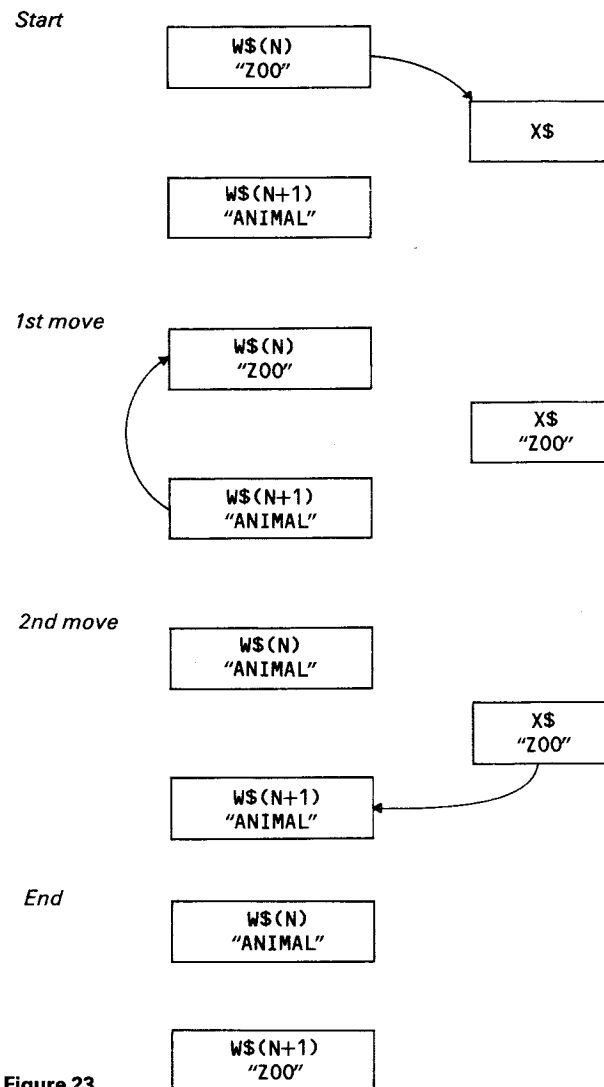 Start
W$(N)
"ZOO"
X$
W$(N+1)
"ANIMAL"
1st move
W$(N)
"ZOO"
X$
"ZOO"
W$(N+1)
"ANIMAL"
2nd move
W$(N)
"ANIMAL"
X$
"ZOO"
W$(N+1)
"ANIMAL"
End
W$(N)
"ANIMAL"
W$(N+1)
"ZOO"
Figure 23